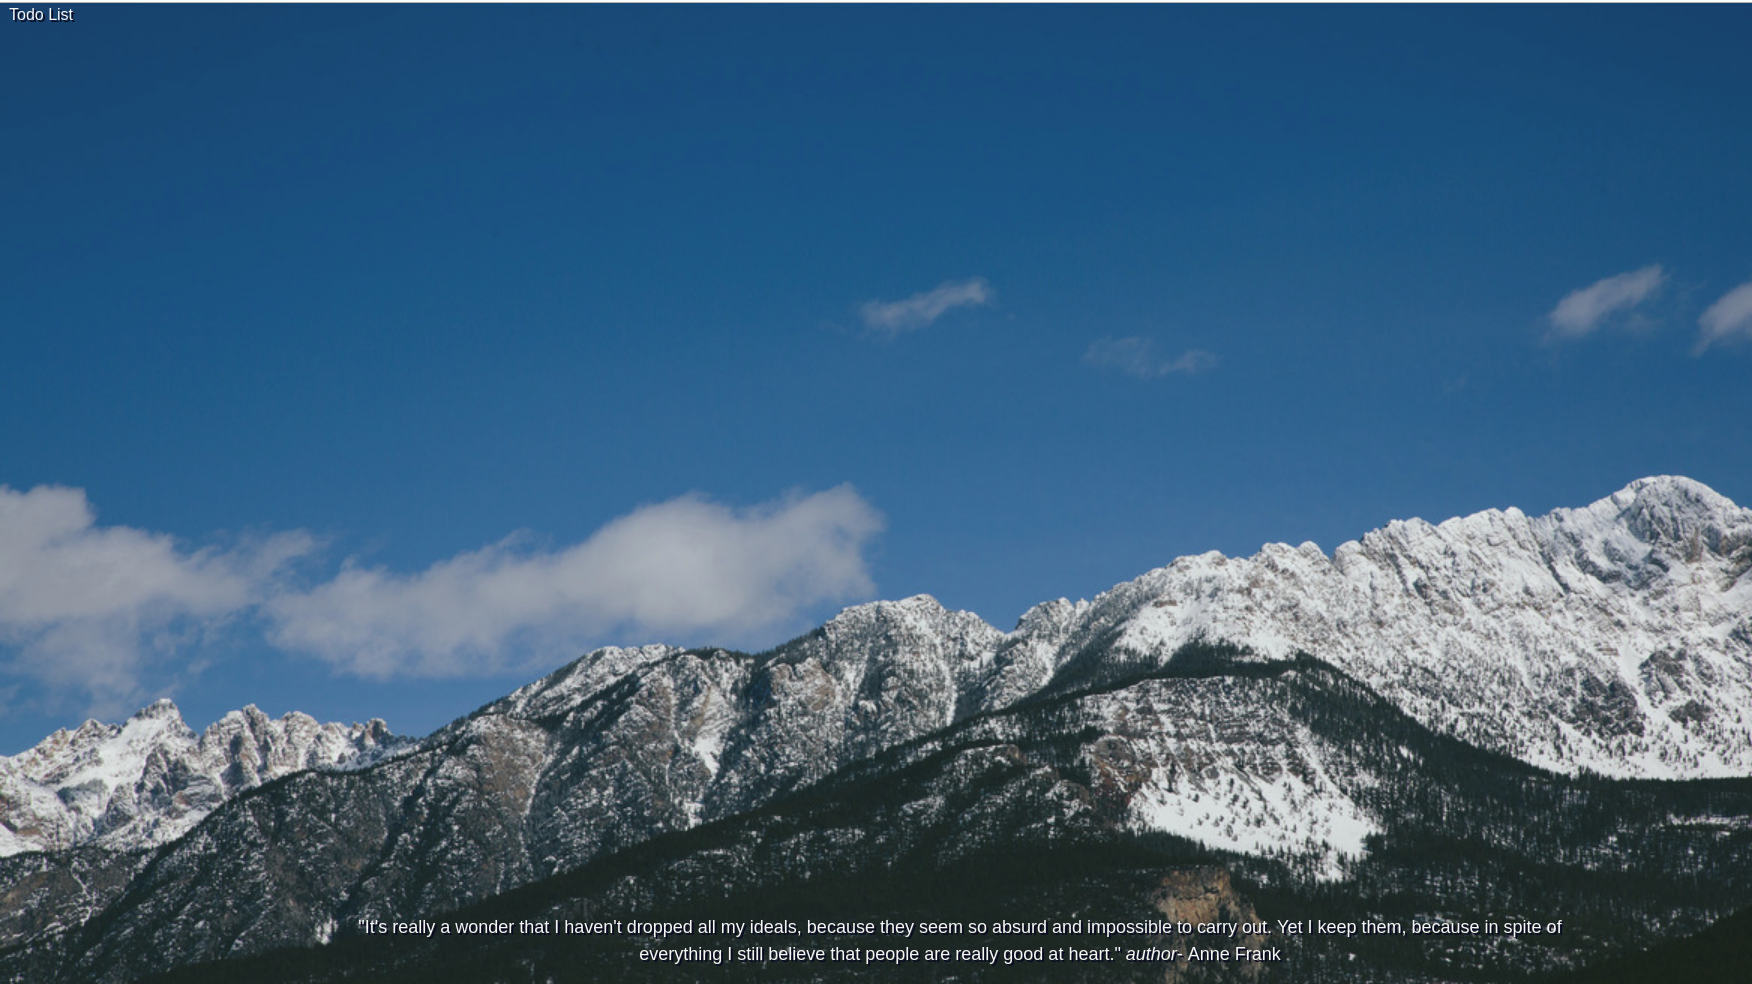 Todo List
"It's really a wonder that I haven't dropped all my ideals, because they seem so absurd and impossible to carry out. Yet I keep them, because in spite of
everything I still believe that people are really good at heart." author- Anne Frank